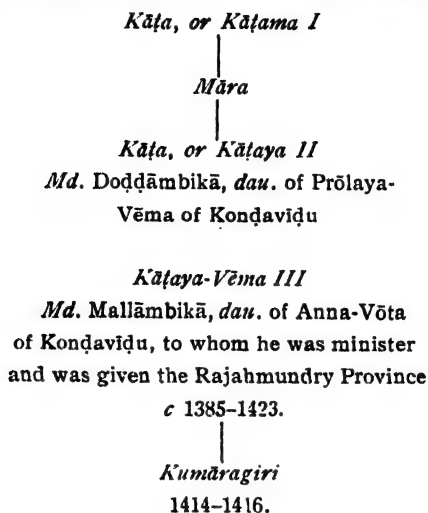 Kāṭa, or Kāṭama I
Māra
Kāṭa, or Kāṭaya II
Md. Doḍḍāmbikā, dau. of Prōlaya-
Vēma of Konḍavīḍu
Kāṭaya-Vēma III
Md. Mallāmbikā, dau. of Anna-Vōta
of Konḍavīḍu, to whom he was minister
and was given the Rajahmundry Province
c 1385–1423.
Kumāragiri
1414–1416.